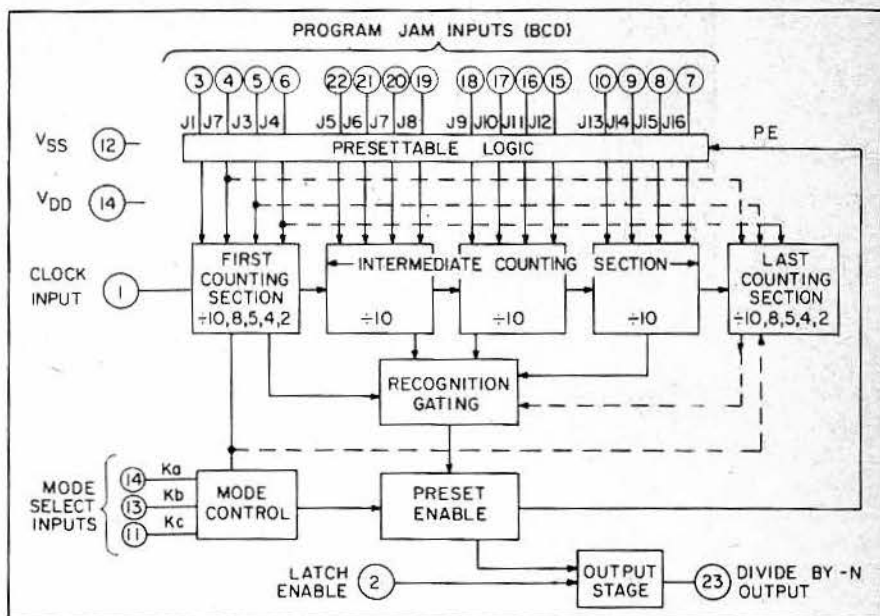 PROGRAM JAM INPUTS (BCD)
3 4 5 6 22 21 20 19 18 17 16 15 10 9 8 7
J1 J7 J3 J4 J5 J6 J7 J8 J9 J10 J11 J12 J13 J14 J15 J16
VSS 12
PRESETTABLE LOGIC
PE
VDD 14
CLOCK INPUT
1
FIRST COUNTING SECTION
÷10,8,5,4,2
INTERMEDIATE COUNTING SECTION
÷10 ÷10 ÷10
LAST COUNTING SECTION
÷10,8,5,4,2
RECOGNITION GATING
MODE SELECT INPUTS
14 Ka
13 Kb
11 Kc
MODE CONTROL
PRESET ENABLE
LATCH ENABLE
2
OUTPUT STAGE
23
DIVIDE BY -N OUTPUT